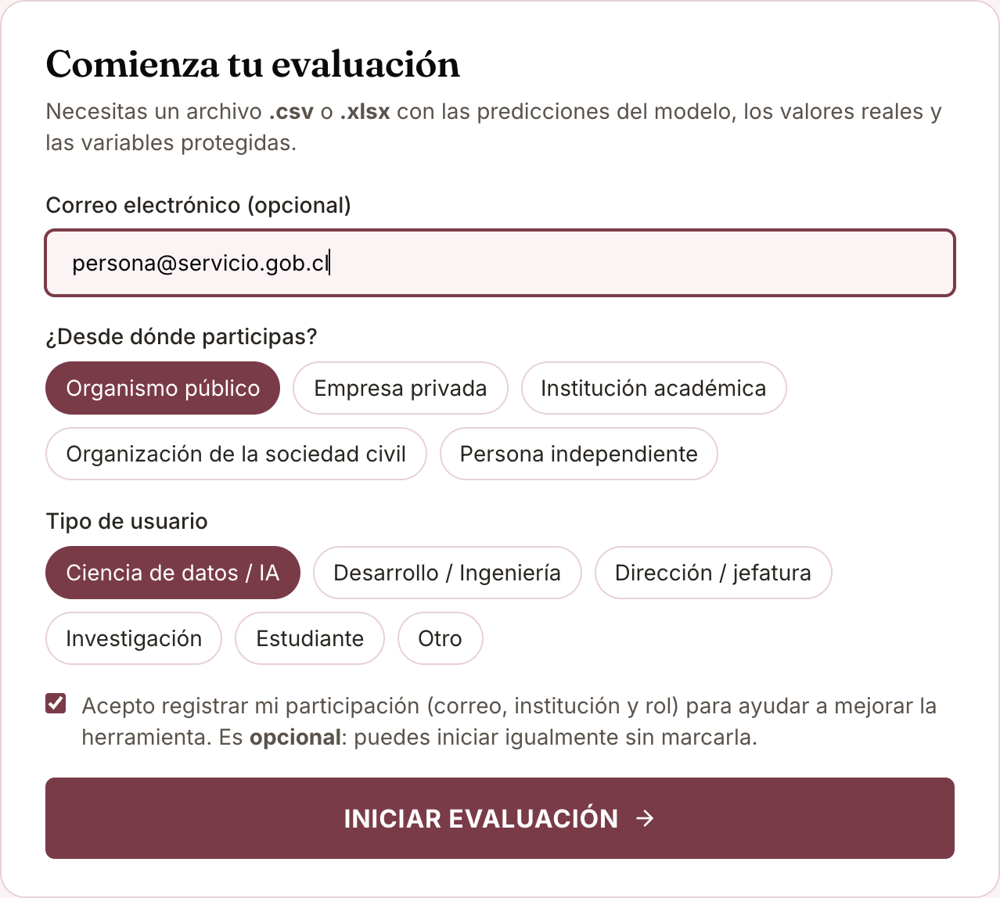 Comienza tu evaluación
Necesitas un archivo .csv o .xlsx con las predicciones del modelo, los valores reales y
las variables protegidas.
Correo electrónico (opcional)
persona@servicio.gob.cl
¿Desde dónde participas?
Organismo público
Empresa privada
Institución académica
Organización de la sociedad civil
Persona independiente
Tipo de usuario
Ciencia de datos / IA
Desarrollo / Ingeniería
Dirección / jefatura
Investigación
Estudiante
Otro
Acepto registrar mi participación (correo, institución y rol) para ayudar a mejorar la
herramienta. Es opcional: puedes iniciar igualmente sin marcarla.
INICIAR EVALUACIÓN →